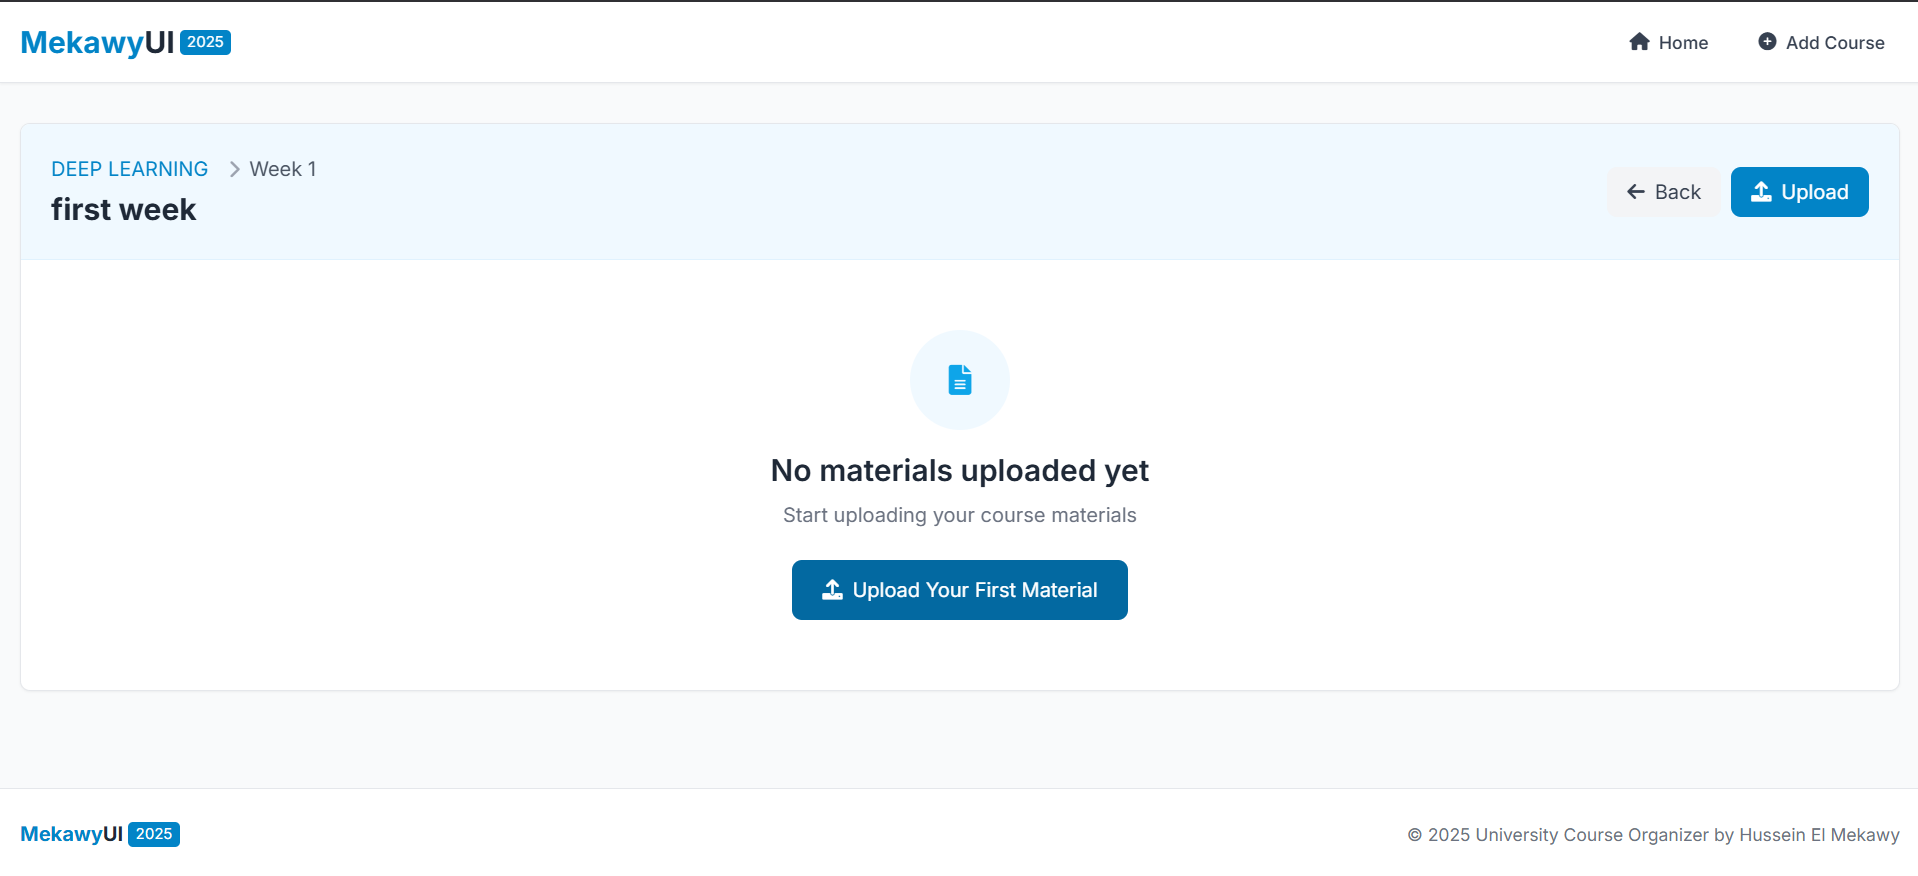 MekawyUI 2025
Home
Add Course
DEEP LEARNING > Week 1
first week
Back
Upload
No materials uploaded yet
Start uploading your course materials
Upload Your First Material
MekawyUI 2025
© 2025 University Course Organizer by Hussein El Mekawy